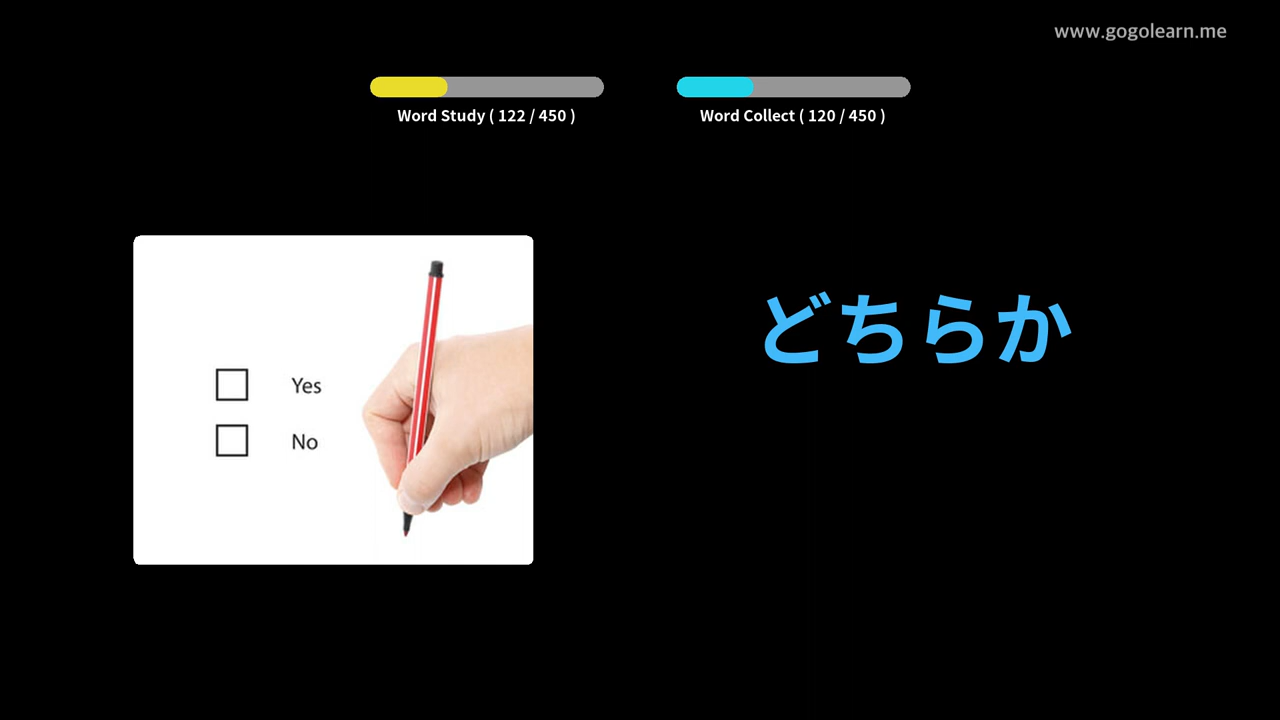 www.gogolearn.me
Word Study ( 122 / 450 )
Word Collect ( 120 / 450 )
Yes
No
どちらか